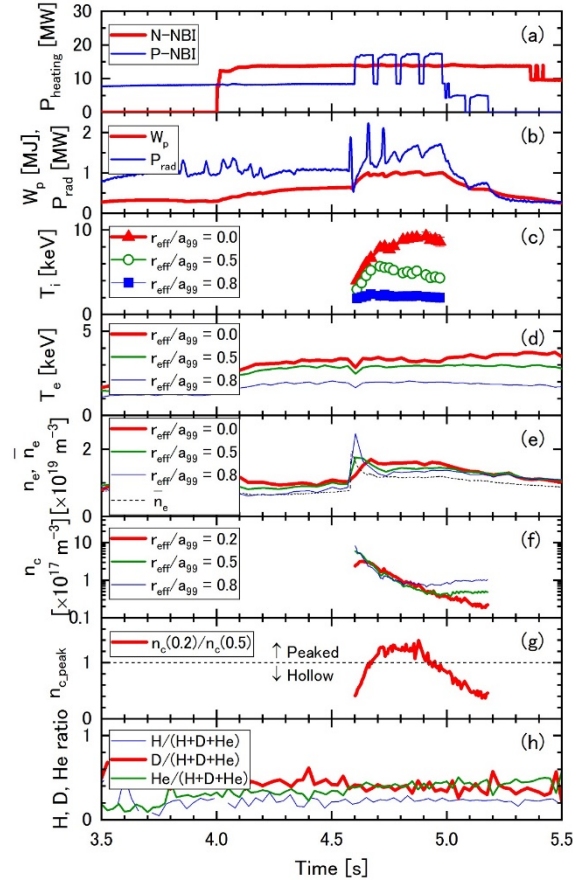 P_heating [MW]
30
20
10
0
N-NBI
P-NBI
(a)
W_p [MJ],
P_rad [MW]
2
1
0
W_p
P_rad
(b)
T_i [keV]
10
5
0
r_eff/a_99 = 0.0
r_eff/a_99 = 0.5
r_eff/a_99 = 0.8
(c)
T_e [keV]
5
0
r_eff/a_99 = 0.0
r_eff/a_99 = 0.5
r_eff/a_99 = 0.8
(d)
n̅_e, n_e
[×10^19 m^−3]
2
1
0
r_eff/a_99 = 0.0
r_eff/a_99 = 0.5
r_eff/a_99 = 0.8
n̅_e
(e)
n_c
[×10^17 m^−3]
10
1
0.1
r_eff/a_99 = 0.2
r_eff/a_99 = 0.5
r_eff/a_99 = 0.8
(f)
n_c_peak
1
0
n_c(0.2)/n_c(0.5)
↑ Peaked
↓ Hollow
(g)
H, D, He ratio
1
0
H/(H+D+He)
D/(H+D+He)
He/(H+D+He)
(h)
3.5 4.0 4.5 5.0 5.5
Time [s]